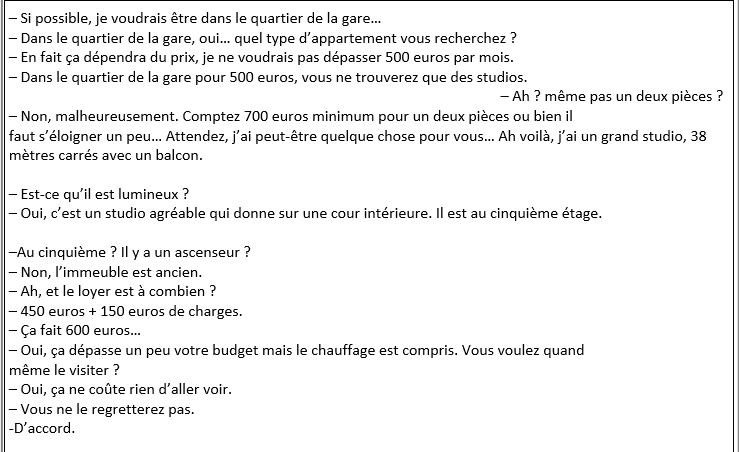 – Si possible, je voudrais être dans le quartier de la gare…
– Dans le quartier de la gare, oui… quel type d’appartement vous recherchez ?
– En fait ça dépendra du prix, je ne voudrais pas dépasser 500 euros par mois.
– Dans le quartier de la gare pour 500 euros, vous ne trouverez que des studios.
– Ah ? même pas un deux pièces ?
– Non, malheureusement. Comptez 700 euros minimum pour un deux pièces ou bien il
faut s’éloigner un peu… Attendez, j’ai peut-être quelque chose pour vous… Ah voilà, j’ai un grand studio, 38
mètres carrés avec un balcon.
– Est-ce qu’il est lumineux ?
– Oui, c’est un studio agréable qui donne sur une cour intérieure. Il est au cinquième étage.
–Au cinquième ? Il y a un ascenseur ?
– Non, l’immeuble est ancien.
– Ah, et le loyer est à combien ?
– 450 euros + 150 euros de charges.
– Ça fait 600 euros…
– Oui, ça dépasse un peu votre budget mais le chauffage est compris. Vous voulez quand
même le visiter ?
– Oui, ça ne coûte rien d’aller voir.
– Vous ne le regretterez pas.
-D’accord.